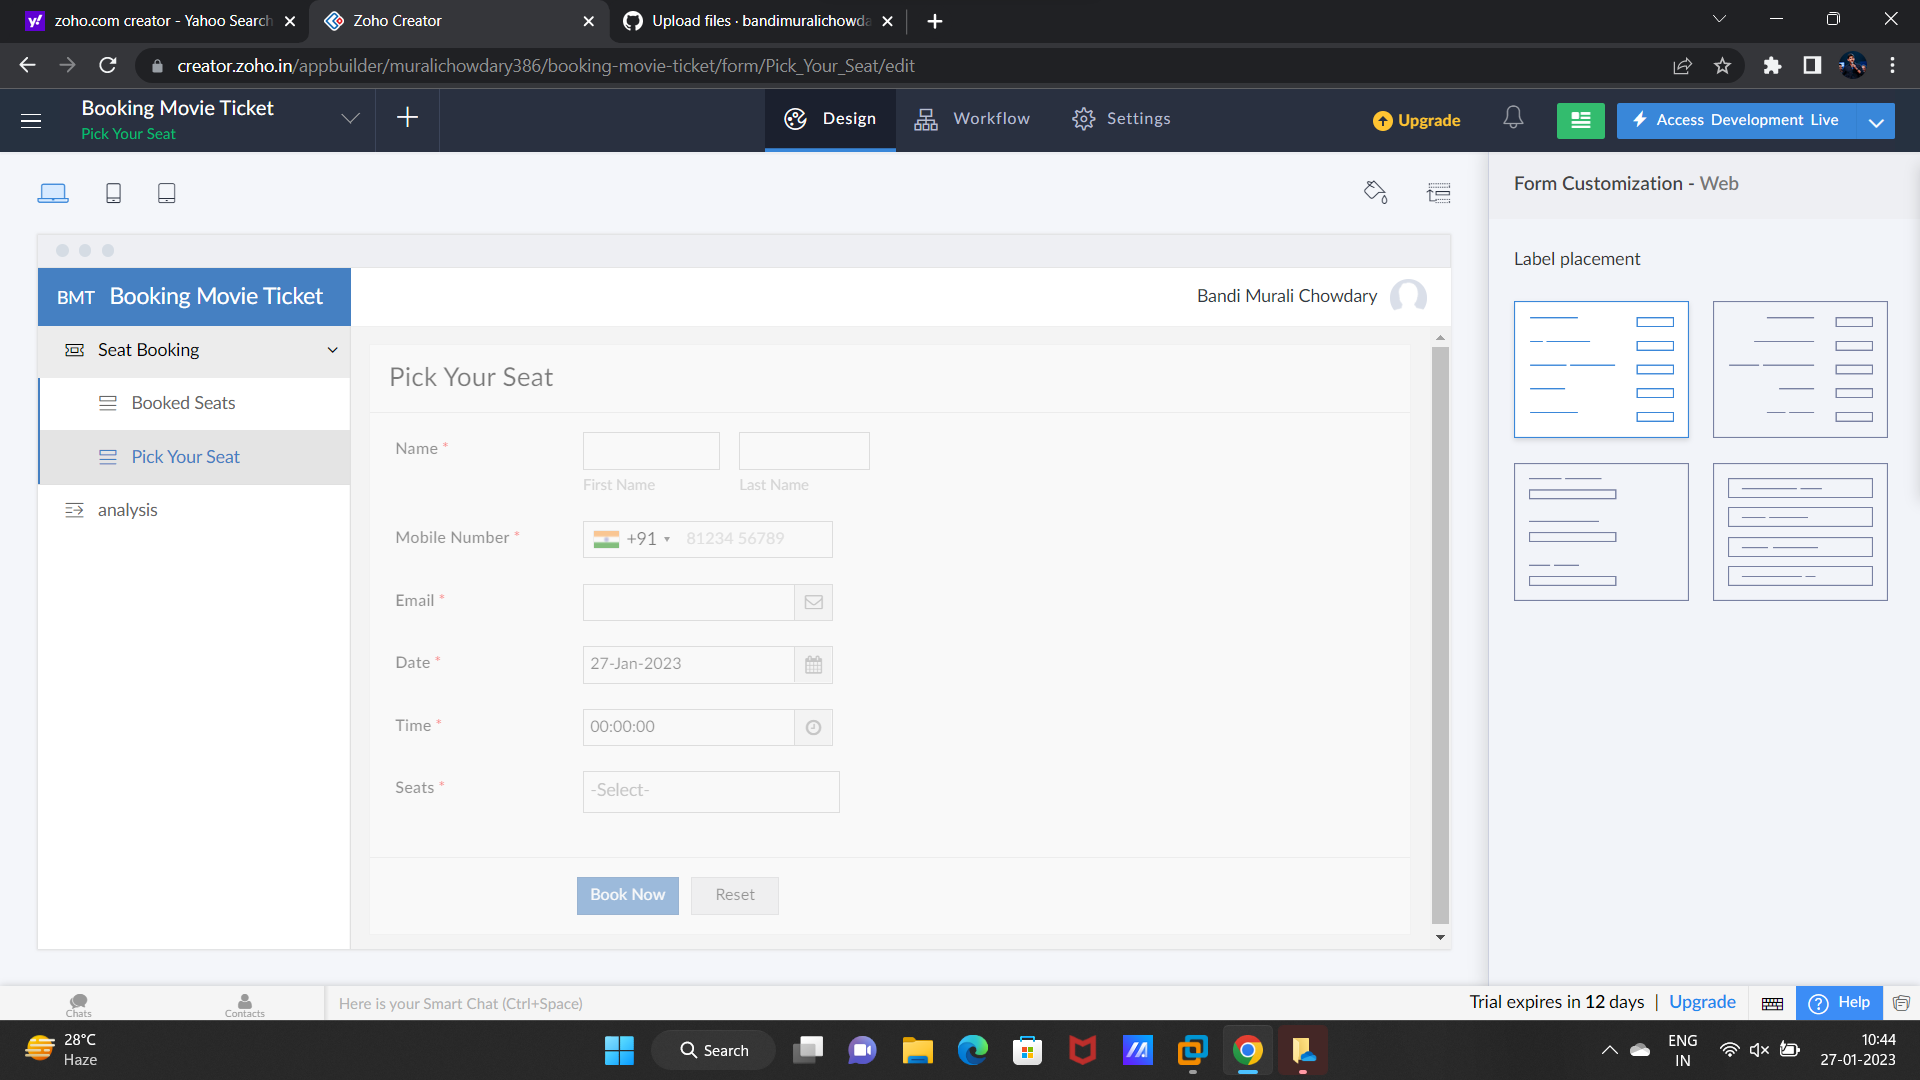 zoho.com creator - Yahoo Search
Zoho Creator
Upload files · bandimuralichowda
creator.zoho.in/appbuilder/muralichowdary386/booking-movie-ticket/form/Pick_Your_Seat/edit
Booking Movie Ticket
Pick Your Seat
Design
Workflow
Settings
Upgrade
Access Development Live
Form Customization - Web
Label placement
BMT Booking Movie Ticket
Bandi Murali Chowdary
Seat Booking
Booked Seats
Pick Your Seat
analysis
Pick Your Seat
Name *
First Name
Last Name
Mobile Number *
+91
81234 56789
Email *
Date *
27-Jan-2023
Time *
00:00:00
Seats *
-Select-
Book Now
Reset
Chats
Contacts
Here is your Smart Chat (Ctrl+Space)
Trial expires in 12 days | Upgrade
Help
28°C
Haze
Search
ENG
IN
10:44
27-01-2023